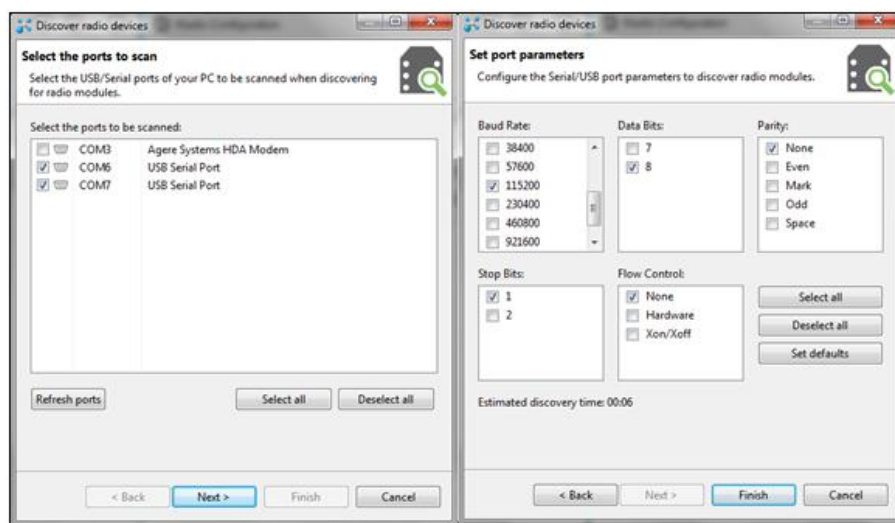 Discover radio devices
Select the ports to scan
Select the USB/Serial ports of your PC to be scanned when discovering
for radio modules.
Select the ports to be scanned:
COM3 Agere Systems HDA Modem
COM6 USB Serial Port
COM7 USB Serial Port
Refresh ports
Select all
Deselect all
< Back
Next >
Finish
Cancel
Discover radio devices
Set port parameters
Configure the Serial/USB port parameters to discover radio modules.
Baud Rate:
38400
57600
115200
230400
460800
921600
Data Bits:
7
8
Parity:
None
Even
Mark
Odd
Space
Stop Bits:
1
2
Flow Control:
None
Hardware
Xon/Xoff
Select all
Deselect all
Set defaults
Estimated discovery time: 00:06
< Back
Next >
Finish
Cancel